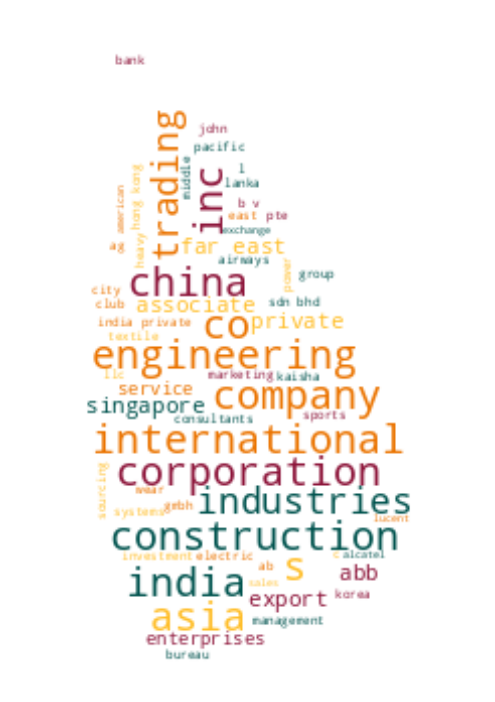 bank
trading
john
pacific
middle
l
lanka
inc
hong kong
american
b v
east pte
exchange
heavy
ag
far east
airways
power
group
china
city
associate
sdn bhd
club
co
private
india private
textile
engineering
llc
marketing
kaisha
service
company
singapore
sports
consultants
international
corporation
sourcing
wear
industries
gmbh
systems
lucent
construction
investment
electric
c
alcatel
ab
s
abb
india
sales
export
korea
asia
management
enterprises
bureau